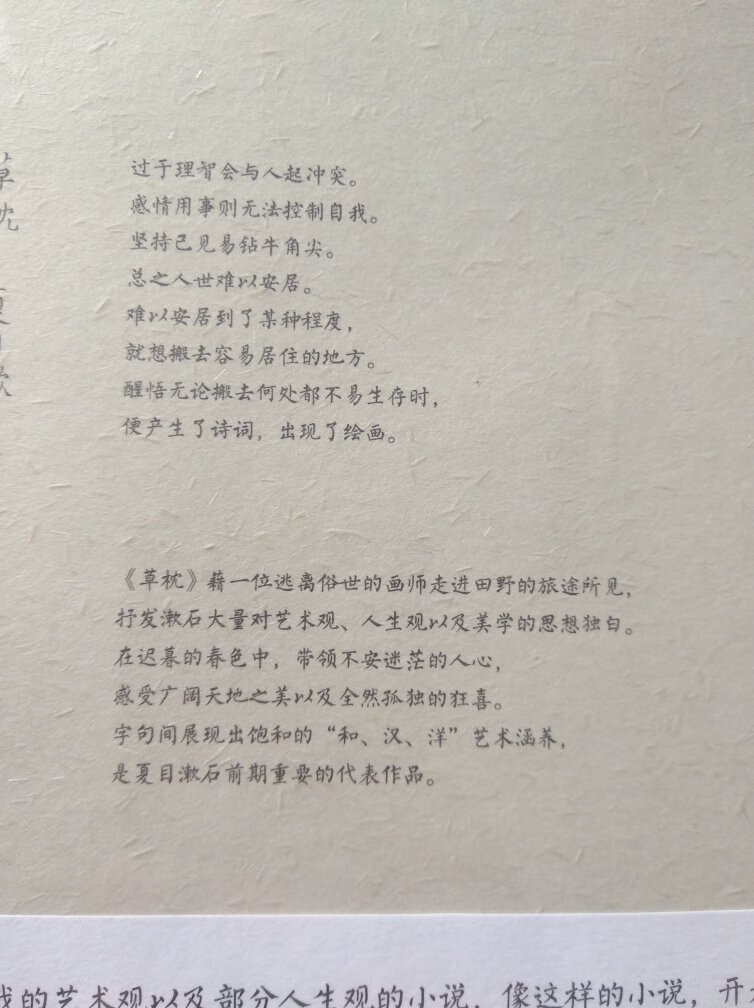 草枕
过于理智会与人起冲突。
感情用事则无法控制自我。
坚持己见易钻牛角尖。
总之人世难以安居。
难以安居到了某种程度，
就想搬去容易居住的地方。
醒悟无论搬去何处都不易生存时，
便产生了诗词，出现了绘画。
《草枕》藉一位逃离俗世的画师走进田野的旅途所见，
抒发漱石大量对艺术观、人生观以及美学的思想独白。
在迟暮的春色中，带领不安迷茫的人心，
感受广阔天地之美以及全然孤独的狂喜。
字句间展现出饱和的“和、汉、洋”艺术涵养，
是夏目漱石前期重要的代表作品。
我的艺术观以及部分人生观的小说，像这样的小说，开